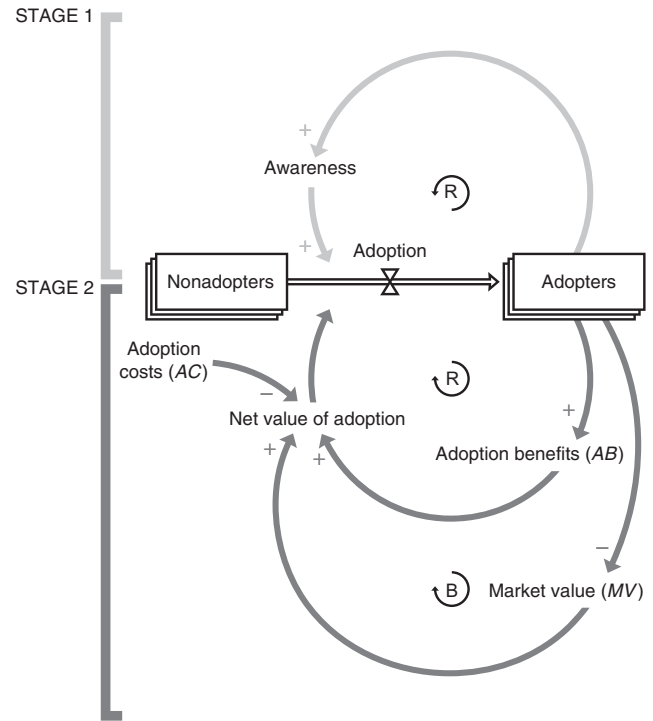 STAGE 1
+
Awareness
R
+
Adoption
Nonadopters
Adopters
STAGE 2
Adoption
costs (AC)
R
−
+
Net value of adoption
+
+
Adoption benefits (AB)
−
B
Market value (MV)